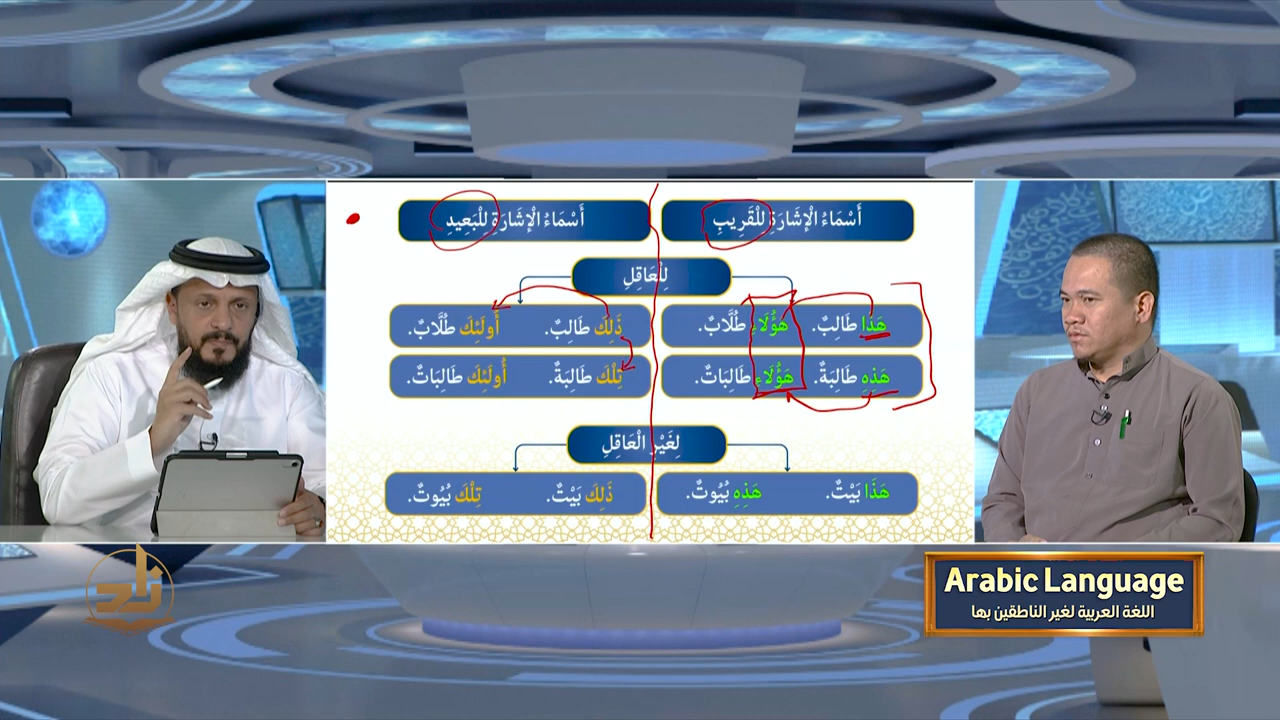 أَسْمَاءُ الْإِشَارَةِ لِلْقَرِيبِ
أَسْمَاءُ الْإِشَارَةِ لِلْبَعِيدِ
لِلْعَاقِلِ
هَذَا طَالِبٌ. هَؤُلَاءِ طُلَّابٌ.
ذَلِكَ طَالِبٌ. أُولَئِكَ طُلَّابٌ.
هَذِهِ طَالِبَةٌ. هَؤُلَاءِ طَالِبَاتٌ.
تِلْكَ طَالِبَةٌ. أُولَئِكَ طَالِبَاتٌ.
لِغَيْرِ الْعَاقِلِ
هَذَا بَيْتٌ. هَذِهِ بُيُوتٌ.
ذَلِكَ بَيْتٌ. تِلْكَ بُيُوتٌ.
زاد
Arabic Language
اللغة العربية لغير الناطقين بها